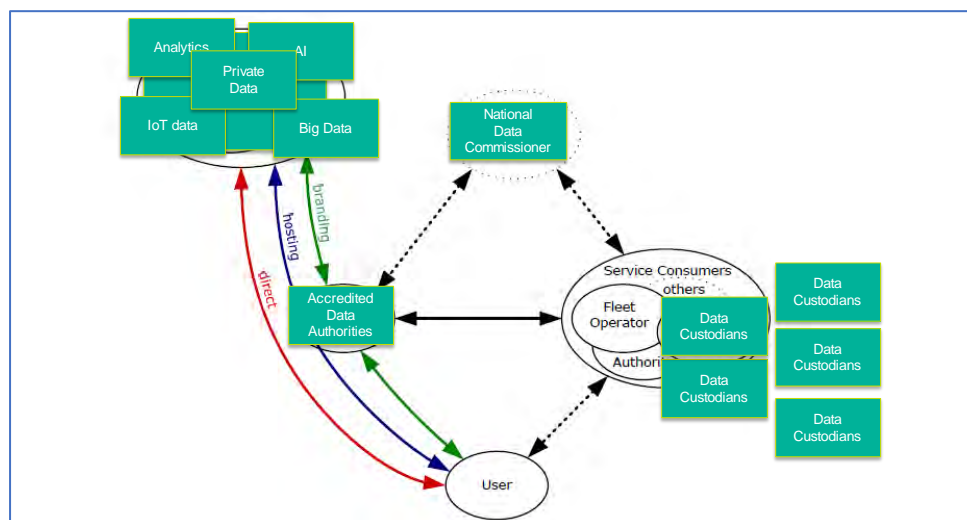 Analytics
AI
Private
Data
IoT data
Big Data
National
Data
Commissioner
branding
hosting
direct
Accredited
Data
Authorities
Service Consumers
others
Fleet
Operator
Data
Custodians
Data
Custodians
Data
Custodians
Data
Custodians
Data
Custodians
User